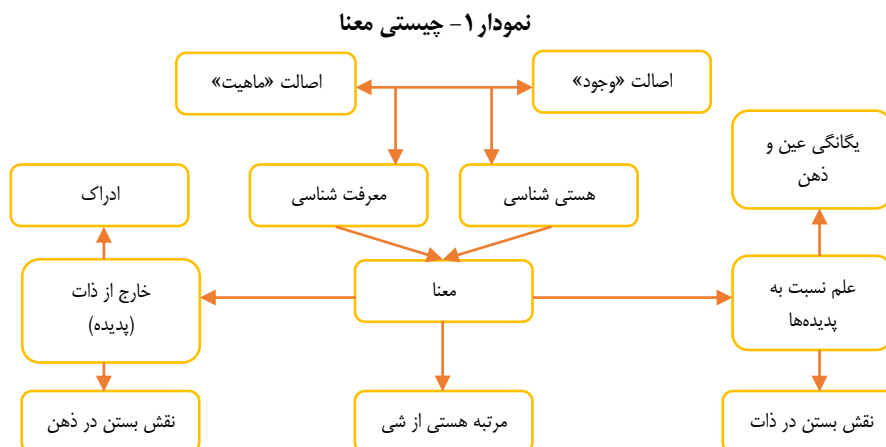 نمودار ۱- چیستی معنا
اصالت «وجود»
اصالت «ماهیت»
یگانگی عین و
ذهن
هستی شناسی
معرفت شناسی
ادراک
علم نسبت به
پدیده‌ها
معنا
خارج از ذات
(پدیده)
نقش بستن در ذات
مرتبه هستی از شی
نقش بستن در ذهن